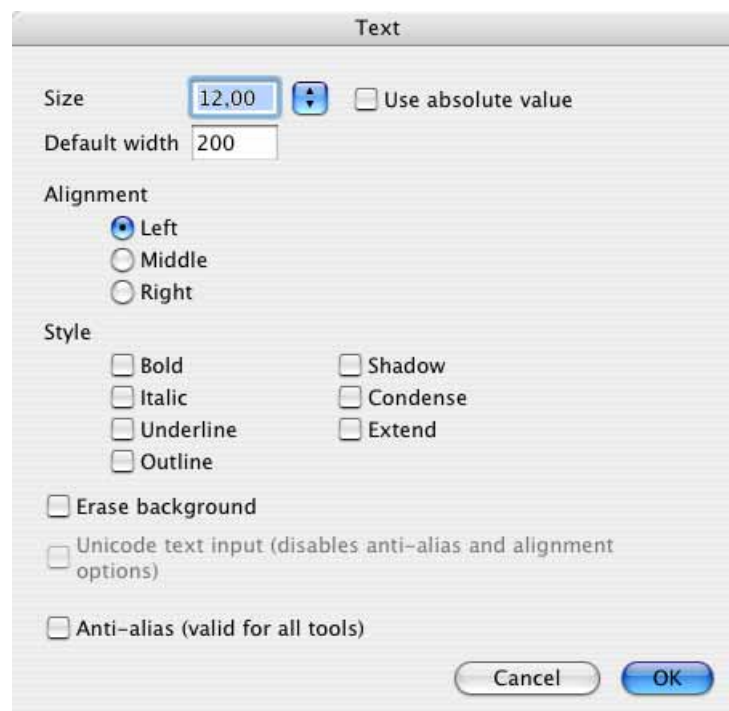 Text
Size 12,00 Use absolute value
Default width 200
Alignment
Left
Middle
Right
Style
Bold Shadow
Italic Condense
Underline Extend
Outline
Erase background
Unicode text input (disables anti-alias and alignment
options)
Anti-alias (valid for all tools)
Cancel OK